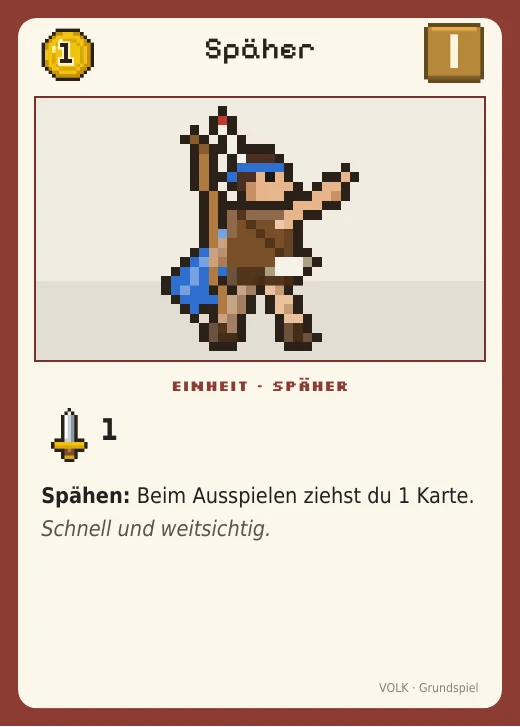 1
Späher
I
EINHEIT · SPÄHER
1
Spähen: Beim Ausspielen ziehst du 1 Karte.
Schnell und weitsichtig.
VOLK · Grundspiel